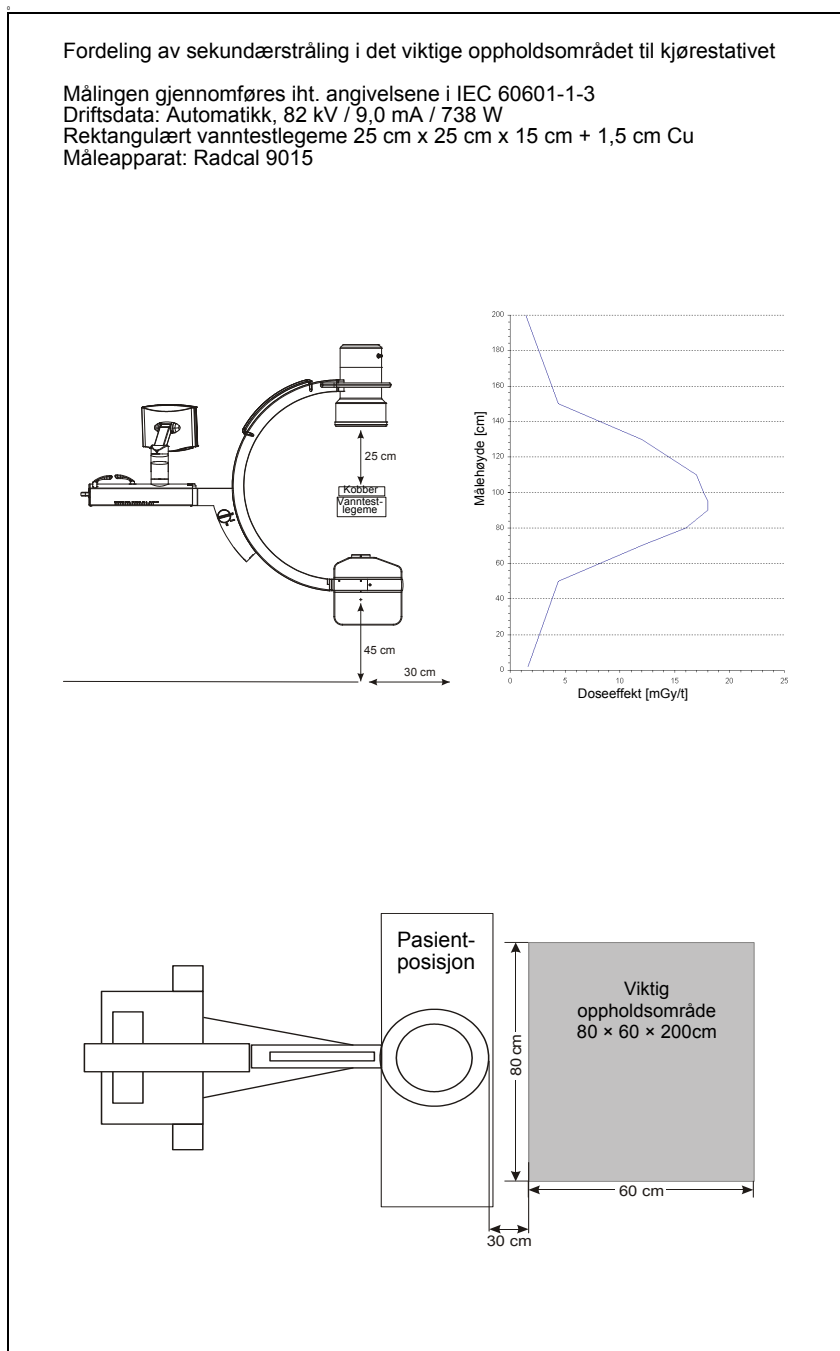 Fordeling av sekundærstråling i det viktige oppholdsområdet til kjørestativet
Målingen gjennomføres iht. angivelsene i IEC 60601-1-3
Driftsdata: Automatikk, 82 kV / 9,0 mA / 738 W
Rektangulært vanntestlegeme 25 cm x 25 cm x 15 cm + 1,5 cm Cu
Måleapparat: Radcal 9015
25 cm
Kobber
Vanntest-
legeme
45 cm
30 cm
Målehøyde [cm]
200
180
160
140
120
100
80
60
40
20
0
0 5 10 15 20 25
Doseeffekt [mGy/t]
Pasient-
posisjon
Viktig
oppholdsområde
80 × 60 × 200cm
80 cm
60 cm
30 cm